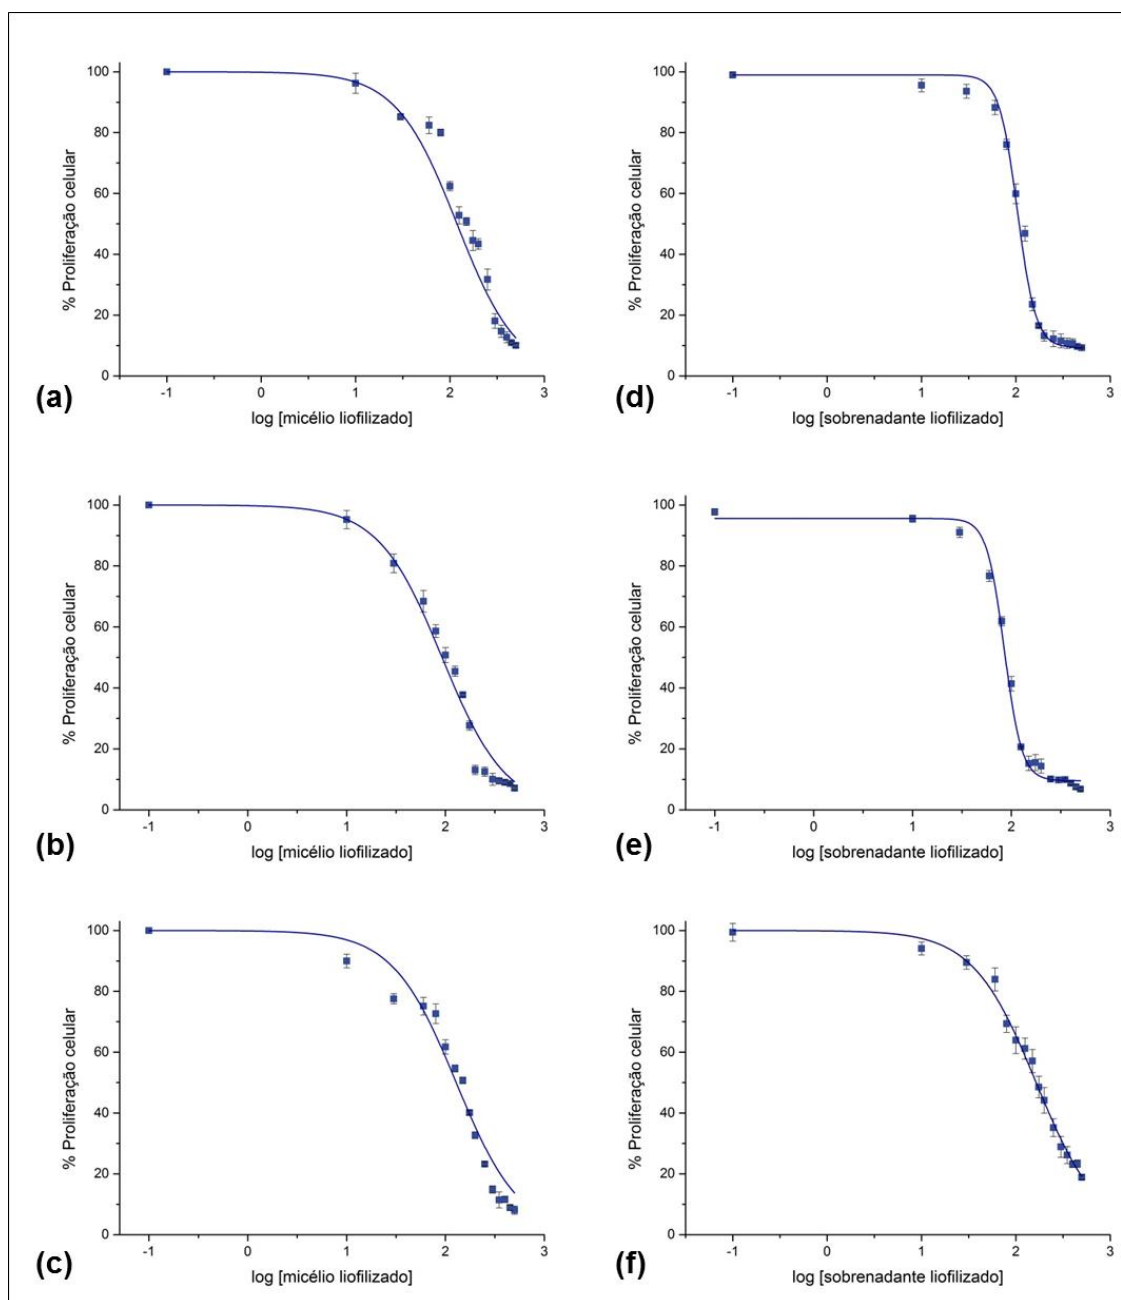 100
80
60
40
20
0
% Proliferação celular
-1 0 1 2 3
log [micélio liofilizado]
(a)
100
80
60
40
20
0
% Proliferação celular
-1 0 1 2 3
log [sobrenadante liofilizado]
(d)
100
80
60
40
20
0
% Proliferação celular
-1 0 1 2 3
log [micélio liofilizado]
(b)
100
80
60
40
20
0
% Proliferação celular
-1 0 1 2 3
log [sobrenadante liofilizado]
(e)
100
80
60
40
20
0
% Proliferação celular
-1 0 1 2 3
log [micélio liofilizado]
(c)
100
80
60
40
20
0
% Proliferação celular
-1 0 1 2 3
log [sobrenadante liofilizado]
(f)